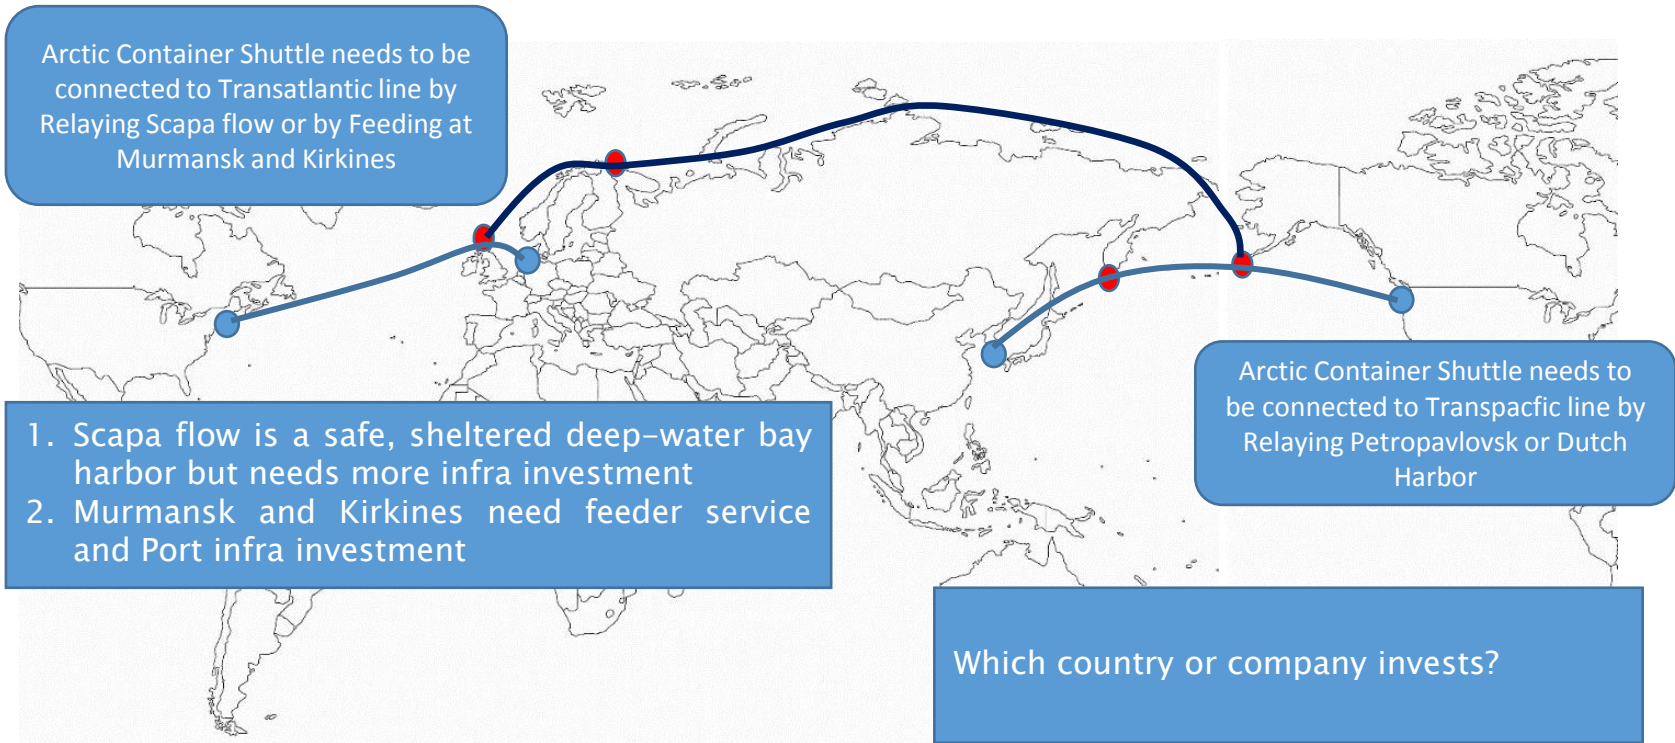 Arctic Container Shuttle needs to be
connected to Transatlantic line by
Relaying Scapa flow or by Feeding at
Murmansk and Kirkines
1. Scapa flow is a safe, sheltered deep-water bay
harbor but needs more infra investment
2. Murmansk and Kirkines need feeder service
and Port infra investment
Arctic Container Shuttle needs to
be connected to Transpacfic line by
Relaying Petropavlovsk or Dutch
Harbor
Which country or company invests?